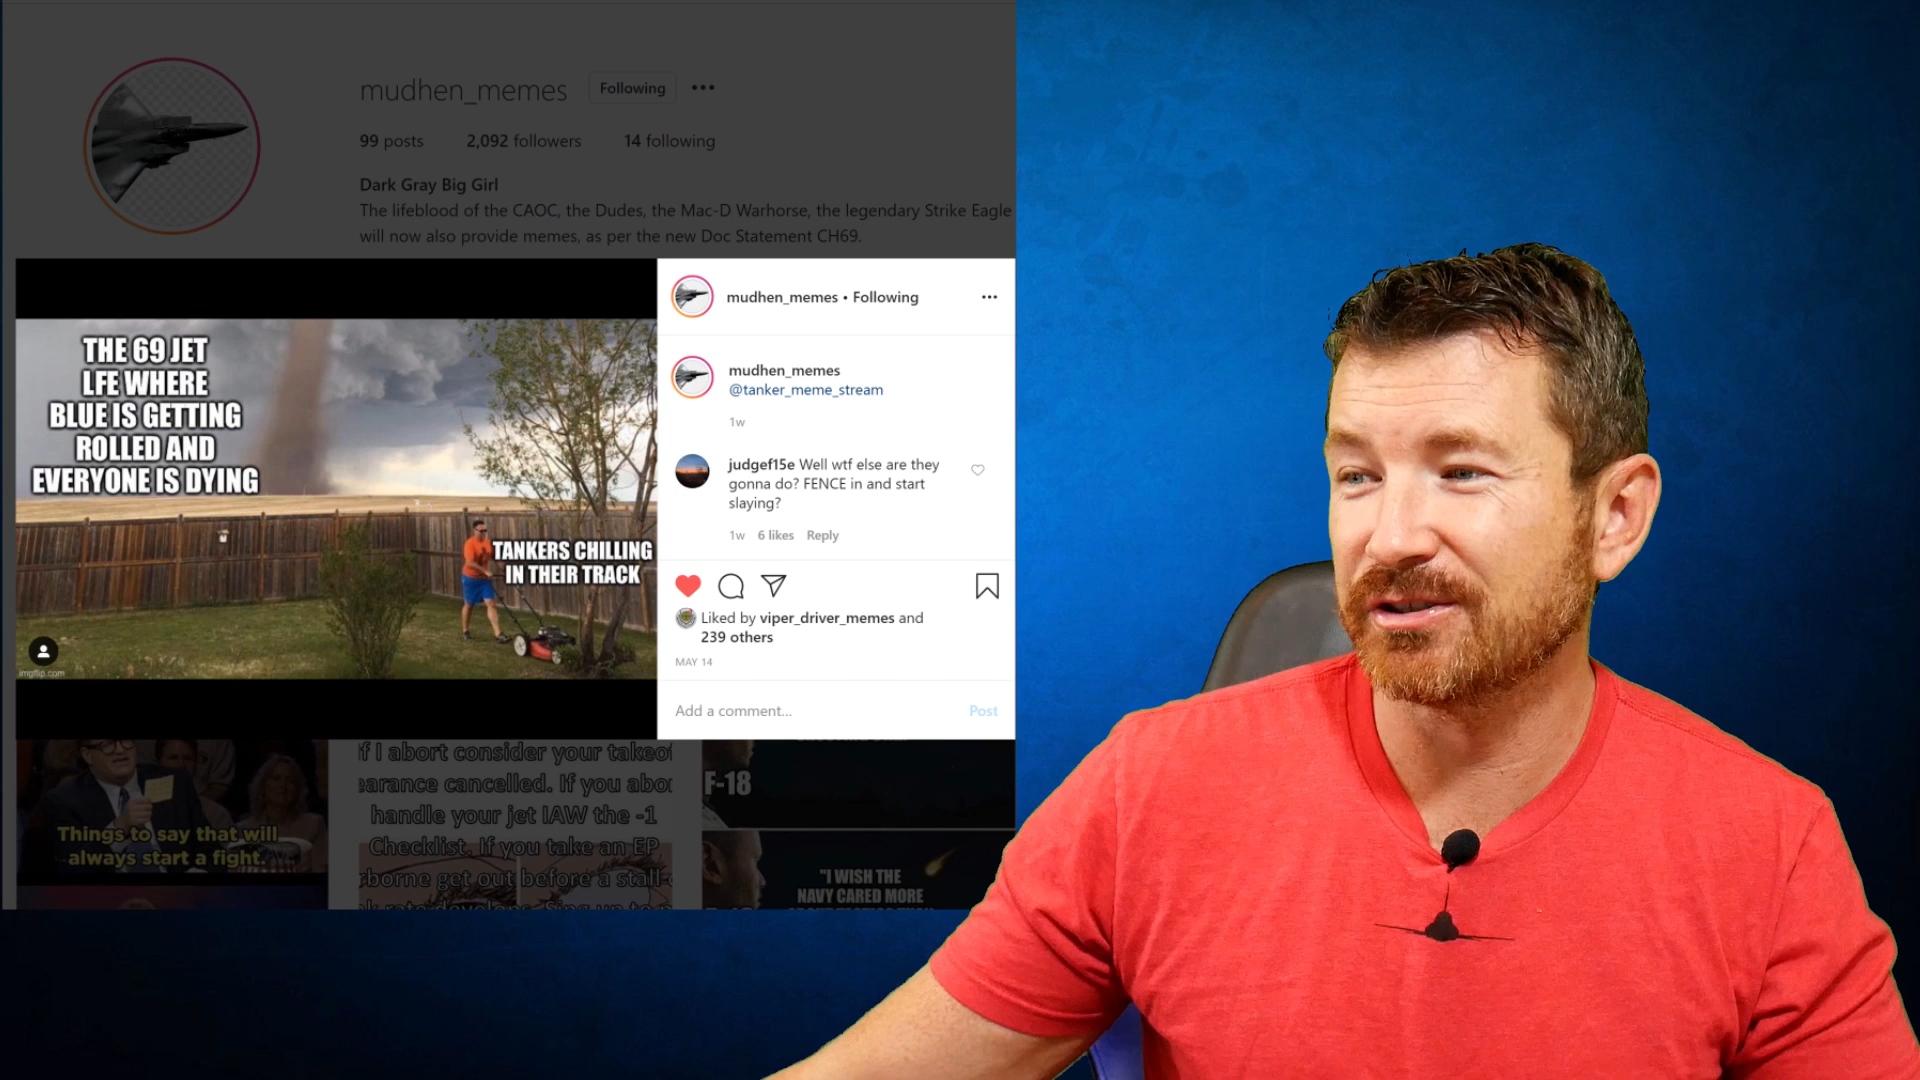 mudhen_memes
Following
99 posts
2,092 followers
14 following
Dark Gray Big Girl
The lifeblood of the CAOC, the Dudes, the Mac-D Warhorse, the legendary Strike Eagle
will now also provide memes, as per the new Doc Statement CH69.
THE 69 JET
LFE WHERE
BLUE IS GETTING
ROLLED AND
EVERYONE IS DYING
TANKERS CHILLING
IN THEIR TRACK
imgflip.com
mudhen_memes • Following
mudhen_memes
@tanker_meme_stream
1w
judgef15e Well wtf else are they
gonna do? FENCE in and start
slaying?
1w 6 likes Reply
Liked by viper_driver_memes and
239 others
MAY 14
Add a comment...
Post
Things to say that will
always start a fight.
f I abort consider your takeof
earance cancelled. If you abor
handle your jet IAW the -1
Checklist. If you take an EP
rborne get out before a stall
F-18
"I WISH THE
NAVY CARED MORE